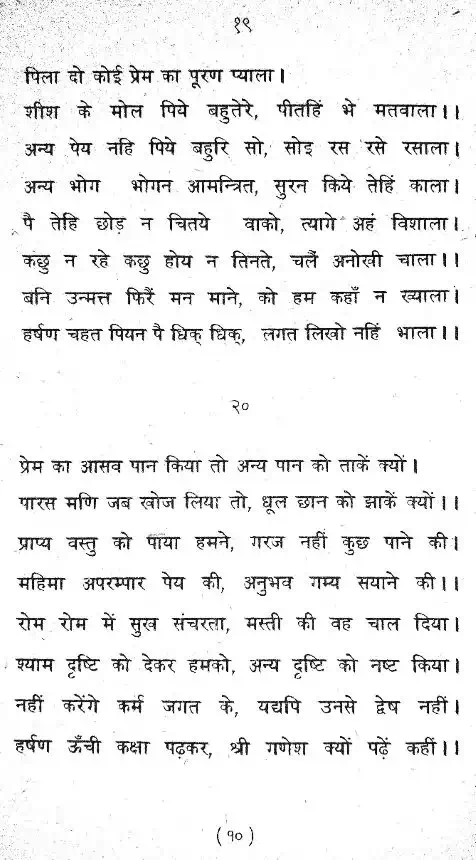 १९
पिला दो कोई प्रेम का पूरण प्याला।
शीश के मोल पिये बहुतेरे, पीतहिं भे मतवाला।।
अन्य पेय नहि पिये बहुरि सो, सोइ रस रसे रसाला।
अन्य भोग भोगन आमन्त्रित, सुरन किये तेहिं काला।
पै तेहि छोड़ न चितये वाको, त्यागे अहं विशाला।
कछु न रहे कछु होय न तिनते, चलैं अनोखी चाला।।
बनि उन्मत्त फिरैं मन माने, को हम कहाँ न ख्याला।
हर्षण चहत पियन पै धिक् धिक्, लगत लिखो नहिं भाला।।
२०
प्रेम का आसव पान किया तो अन्य पान को ताकें क्यों।
पारस मणि जब खोज लिया तो, धूल छान को झाकें क्यों।।
प्राप्य वस्तु को पाया हमने, गरज नहीं कुछ पाने की।
महिमा अपरम्पार पेय की, अनुभव गम्य सयाने की।।
रोम रोम में सुख संचरता, मस्ती की वह चाल दिया।
श्याम दृष्टि को देकर हमको, अन्य दृष्टि को नष्ट किया।
नहीं करेंगे कर्म जगत के, यद्यपि उनसे द्वेष नहीं।
हर्षण ऊँची कक्षा पढ़कर, श्री गणेश क्यों पढ़ें कहीं।।
(१०)